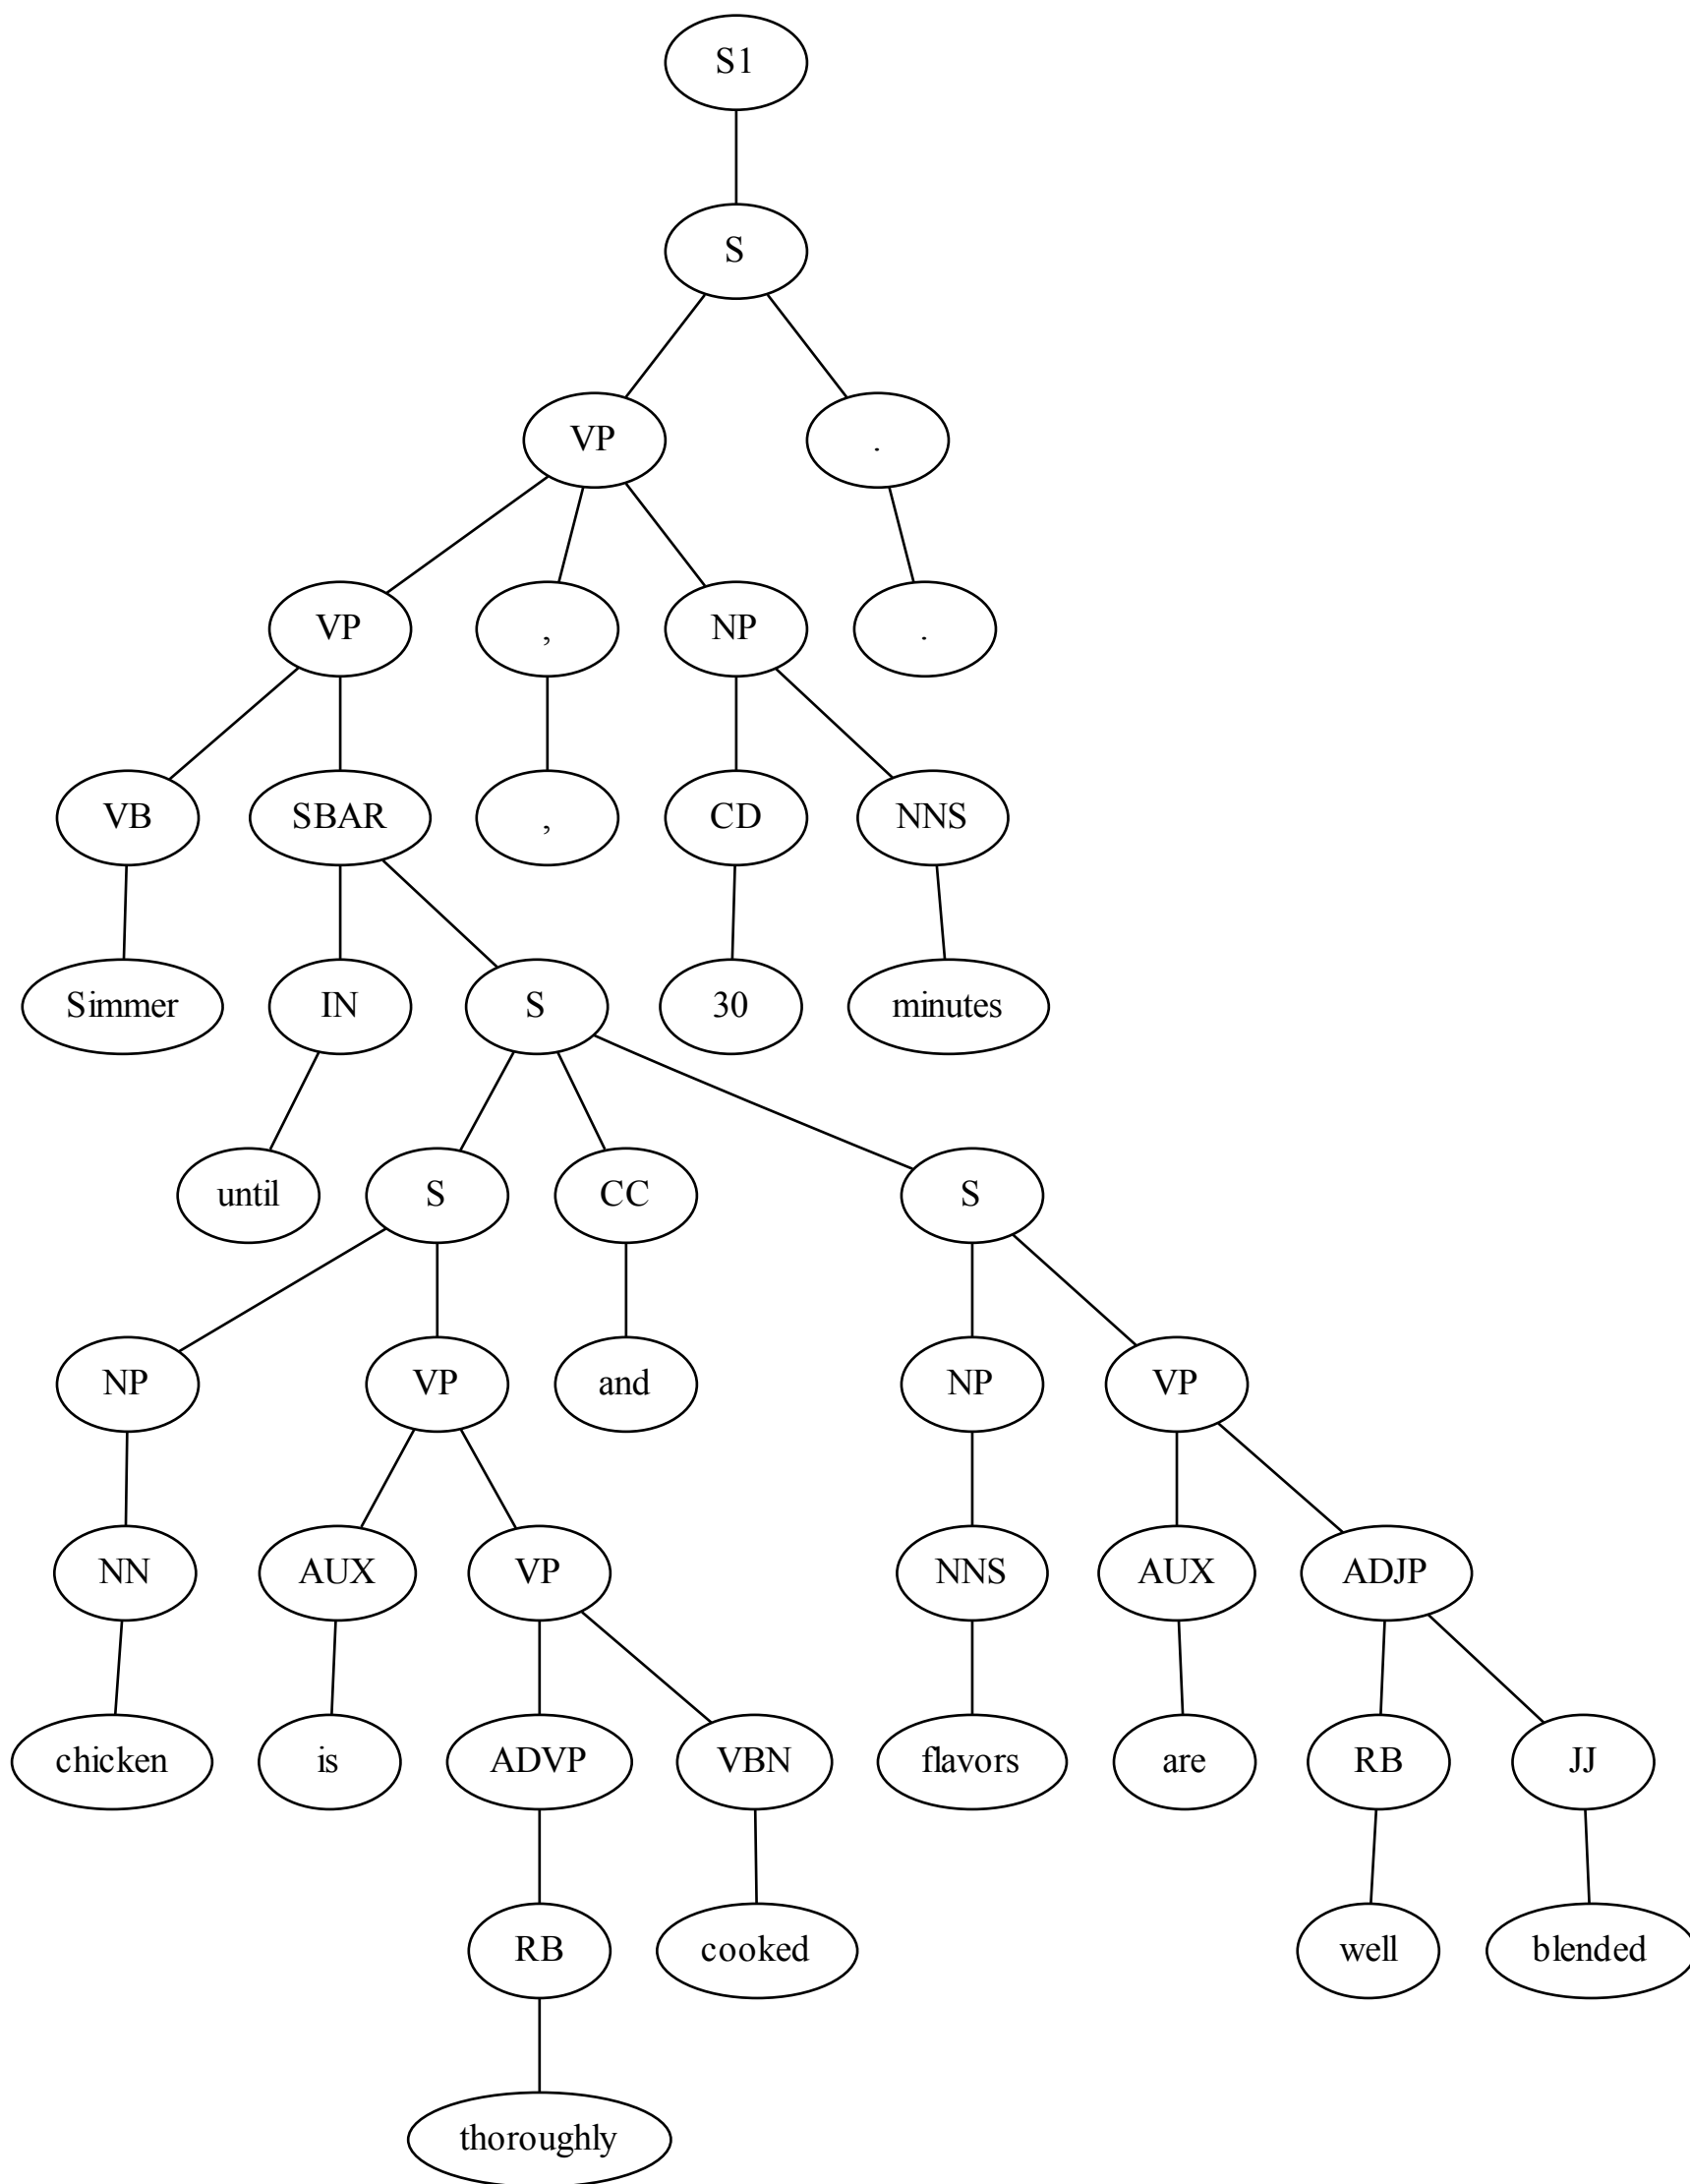 S1
S
VP .
VP , NP .
VB SBAR , CD NNS
Simmer IN S 30 minutes
until S CC S
NP VP and NP VP
NN AUX VP NNS AUX ADJP
chicken is ADVP VBN flavors are RB JJ
RB cooked well blended
thoroughly